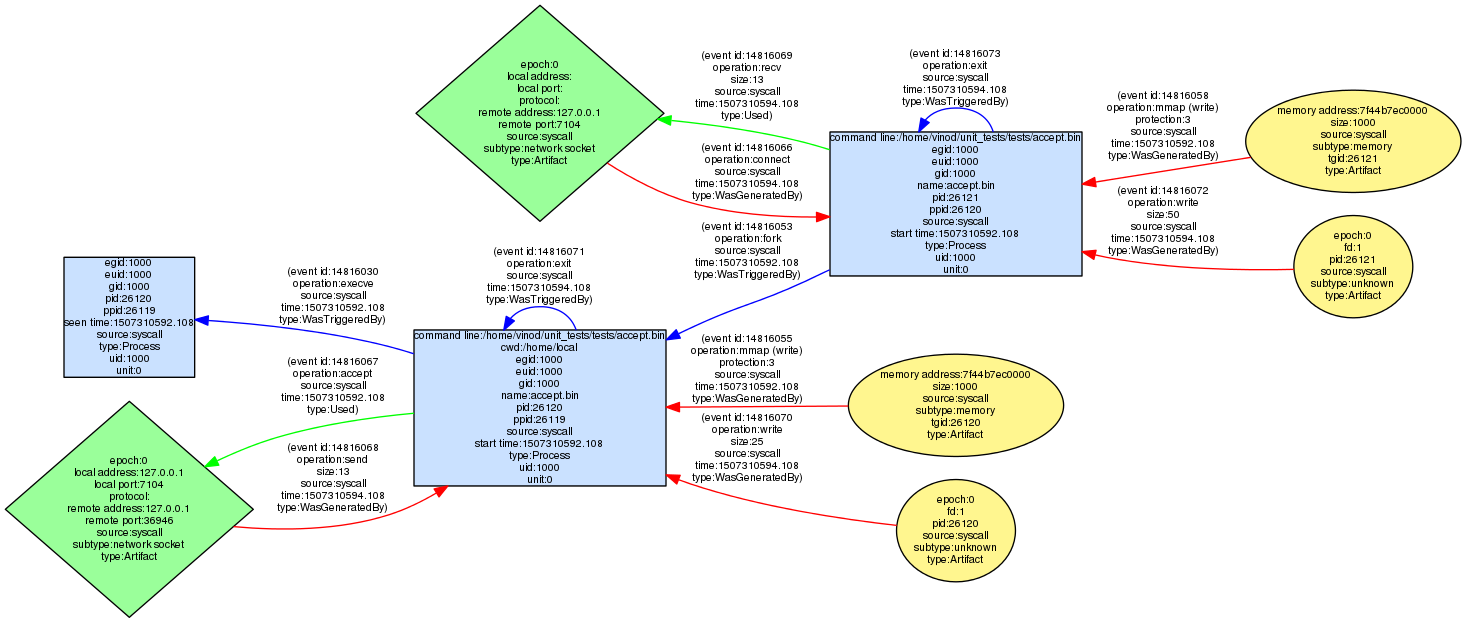 epoch:0
local address:
local port:
protocol:
remote address:127.0.0.1
remote port:7104
source:syscall
subtype:network socket
type:Artifact
(event id:14816069
operation:recv
size:13
source:syscall
time:1507310594.108
type:Used)
(event id:14816066
operation:connect
source:syscall
time:1507310594.108
type:WasGeneratedBy)
(event id:14816073
operation:exit
source:syscall
time:1507310594.108
type:WasTriggeredBy)
command line:/home/vinod/unit_tests/tests/accept.bin
egid:1000
euid:1000
gid:1000
name:accept.bin
pid:26121
ppid:26120
source:syscall
start time:1507310592.108
type:Process
uid:1000
unit:0
(event id:14816058
operation:mmap (write)
protection:3
source:syscall
time:1507310592.108
type:WasGeneratedBy)
memory address:7f44b7ec0000
size:1000
source:syscall
subtype:memory
tgid:26121
type:Artifact
(event id:14816072
operation:write
size:50
source:syscall
time:1507310594.108
type:WasGeneratedBy)
epoch:0
fd:1
pid:26121
source:syscall
subtype:unknown
type:Artifact
(event id:14816053
operation:fork
source:syscall
time:1507310592.108
type:WasTriggeredBy)
egid:1000
euid:1000
gid:1000
pid:26120
ppid:26119
seen time:1507310592.108
source:syscall
type:Process
uid:1000
unit:0
(event id:14816030
operation:execve
source:syscall
time:1507310592.108
type:WasTriggeredBy)
(event id:14816071
operation:exit
source:syscall
time:1507310594.108
type:WasTriggeredBy)
command line:/home/vinod/unit_tests/tests/accept.bin
cwd:/home/local
egid:1000
euid:1000
gid:1000
name:accept.bin
pid:26120
ppid:26119
source:syscall
start time:1507310592.108
type:Process
uid:1000
unit:0
(event id:14816055
operation:mmap (write)
protection:3
source:syscall
time:1507310592.108
type:WasGeneratedBy)
memory address:7f44b7ec0000
size:1000
source:syscall
subtype:memory
tgid:26120
type:Artifact
(event id:14816067
operation:accept
source:syscall
time:1507310592.108
type:Used)
(event id:14816070
operation:write
size:25
source:syscall
time:1507310594.108
type:WasGeneratedBy)
epoch:0
fd:1
pid:26120
source:syscall
subtype:unknown
type:Artifact
epoch:0
local address:127.0.0.1
local port:7104
protocol:
remote address:127.0.0.1
remote port:36946
source:syscall
subtype:network socket
type:Artifact
(event id:14816068
operation:send
size:13
source:syscall
time:1507310594.108
type:WasGeneratedBy)